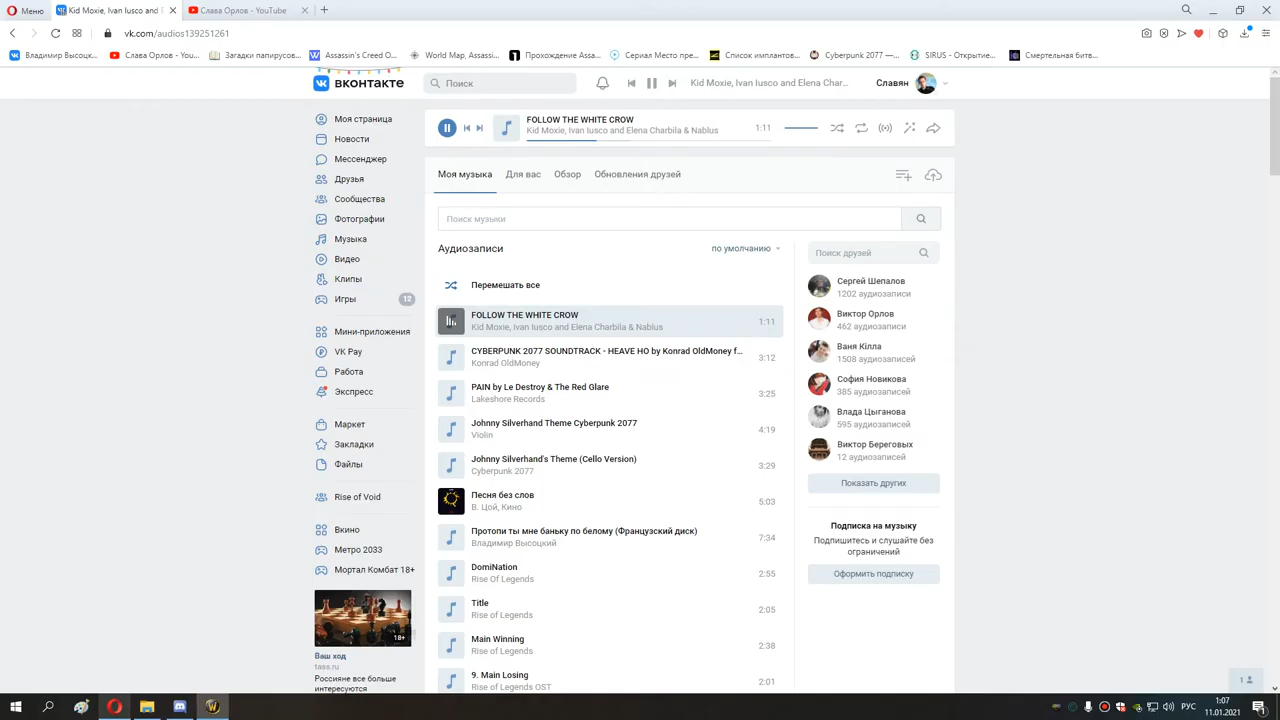 Меню
Kid Moxie, Ivan Iusco and E
Слава Орлов - YouTube
vk.com/audios139251261
Владимир Высоцк...
Слава Орлов - You...
Загадки папирусов...
Assassin's Creed O...
World Map, Assassi...
Прохождение Assa...
Сериал Место пре...
Список имплантов...
Cyberpunk 2077 —...
SIRUS - Открытие...
Смертельная битв...
вконтакте
Поиск
Kid Moxie, Ivan Iusco and Elena Char...
Славян
FOLLOW THE WHITE CROW
Kid Moxie, Ivan Iusco and Elena Charbila & Nablus
1:11
Моя страница
Новости
Мессенджер
Друзья
Сообщества
Фотографии
Музыка
Видео
Клипы
Игры
12
Мини-приложения
VK Pay
Работа
Экспресс
Маркет
Закладки
Файлы
Rise of Void
Вкино
Метро 2033
Мортал Комбат 18+
18+
Ваш ход
tass.ru
Россияне все больше
интересуются
Моя музыка
Для вас
Обзор
Обновления друзей
Поиск музыки
Аудиозаписи
по умолчанию
Перемешать все
FOLLOW THE WHITE CROW
Kid Moxie, Ivan Iusco and Elena Charbila & Nablus
1:11
CYBERPUNK 2077 SOUNDTRACK - HEAVE HO by Konrad OldMoney f...
Konrad OldMoney
3:12
PAIN by Le Destroy & The Red Glare
Lakeshore Records
3:25
Johnny Silverhand Theme Cyberpunk 2077
Violin
4:19
Johnny Silverhand's Theme (Cello Version)
Cyberpunk 2077
3:29
Песня без слов
В. Цой, Кино
5:03
Протопи ты мне баньку по белому (Французский диск)
Владимир Высоцкий
7:34
DomiNation
Rise Of Legends
2:55
Title
Rise of Legends
2:05
Main Winning
Rise of Legends
2:38
9. Main Losing
Rise of Legends OST
2:01
Поиск друзей
Сергей Шепалов
1202 аудиозаписи
Виктор Орлов
462 аудиозаписи
Ваня Кілла
1508 аудиозаписей
София Новикова
385 аудиозаписей
Влада Цыганова
595 аудиозаписей
Виктор Береговых
12 аудиозаписей
Показать других
Подписка на музыку
Подпишитесь и слушайте без
ограничений
Оформить подписку
1
РУС
1:07
11.01.2021
1